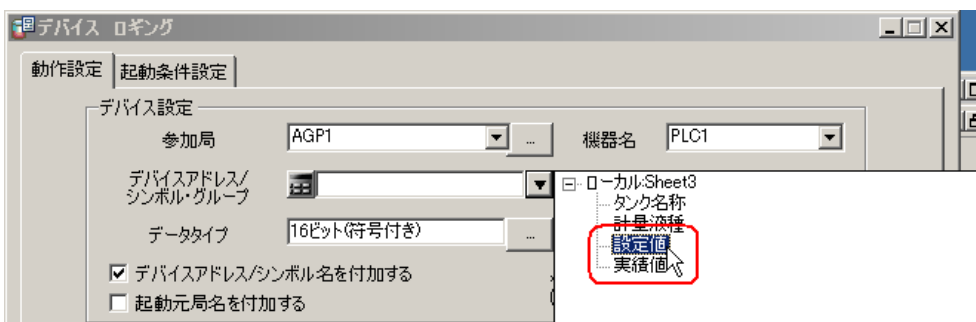 デバイス ロギング
動作設定 起動条件設定
デバイス設定
参加局 AGP1 ... 機器名 PLC1
デバイスアドレス/
シンボル・グループ
ローカル:Sheet3
タンク名称
計量液種
設定値
実績値
データタイプ 16ビット(符号付き) ...
デバイスアドレス/シンボル名を付加する
起動元局名を付加する